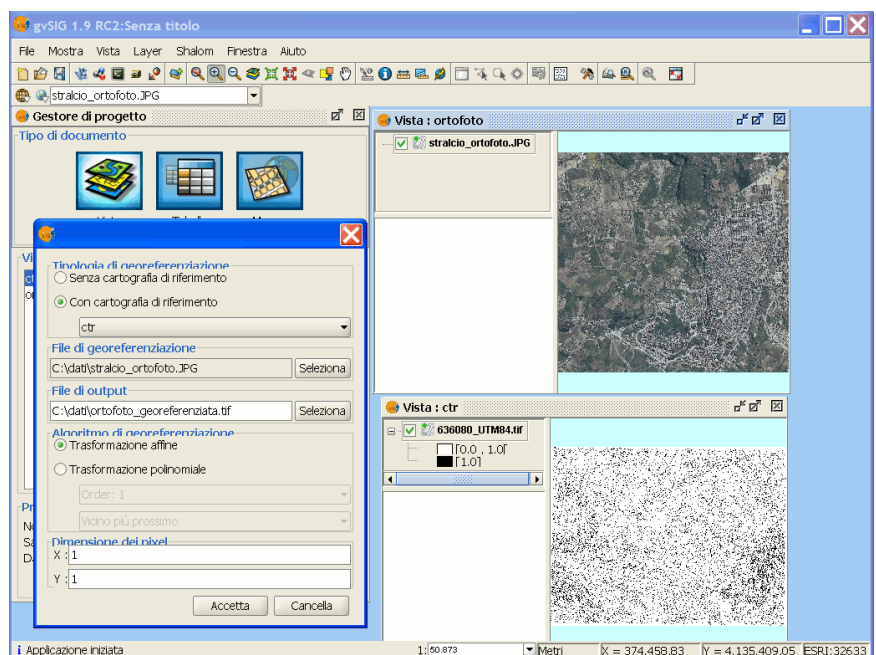 gvSIG 1.9 RC2:Senza titolo
File Mostra Vista Layer Shalom Finestra Aiuto
stralcio_ortofoto.JPG
Gestore di progetto
Tipo di documento
Vista : ortofoto
stralcio_ortofoto.JPG
Tipologia di georeferenziazione
Senza cartografia di riferimento
Con cartografia di riferimento
ctr
File di georeferenziazione
C:\dati\stralcio_ortofoto.JPG Seleziona
File di output
C:\dati\ortofoto_georeferenziata.tif Seleziona
Algoritmo di georeferenziazione
Trasformazione affine
Trasformazione polinomiale
Order: 1
Vicino più prossimo
Dimensione dei pixel
X : 1
Y : 1
Accetta Cancella
Vista : ctr
636080_UTM84.tif
[0.0 , 1.0[
[1.0]
Applicazione iniziata 1: 50.873 Metri X = 374.458,83 Y = 4.135.409,05 ESRI:32633